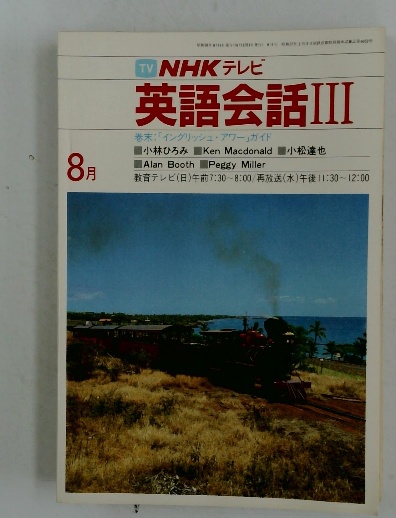 TV NHK テレビ
英語会話III
巻末:「イングリッシュ・アワー」ガイド
■小林ひろみ ■Ken Macdonald ■小松達也
8月
■Alan Booth ■Peggy Miller
教育テレビ(日)午前7:30〜8:00/再放送(水)午後11:30〜12:00